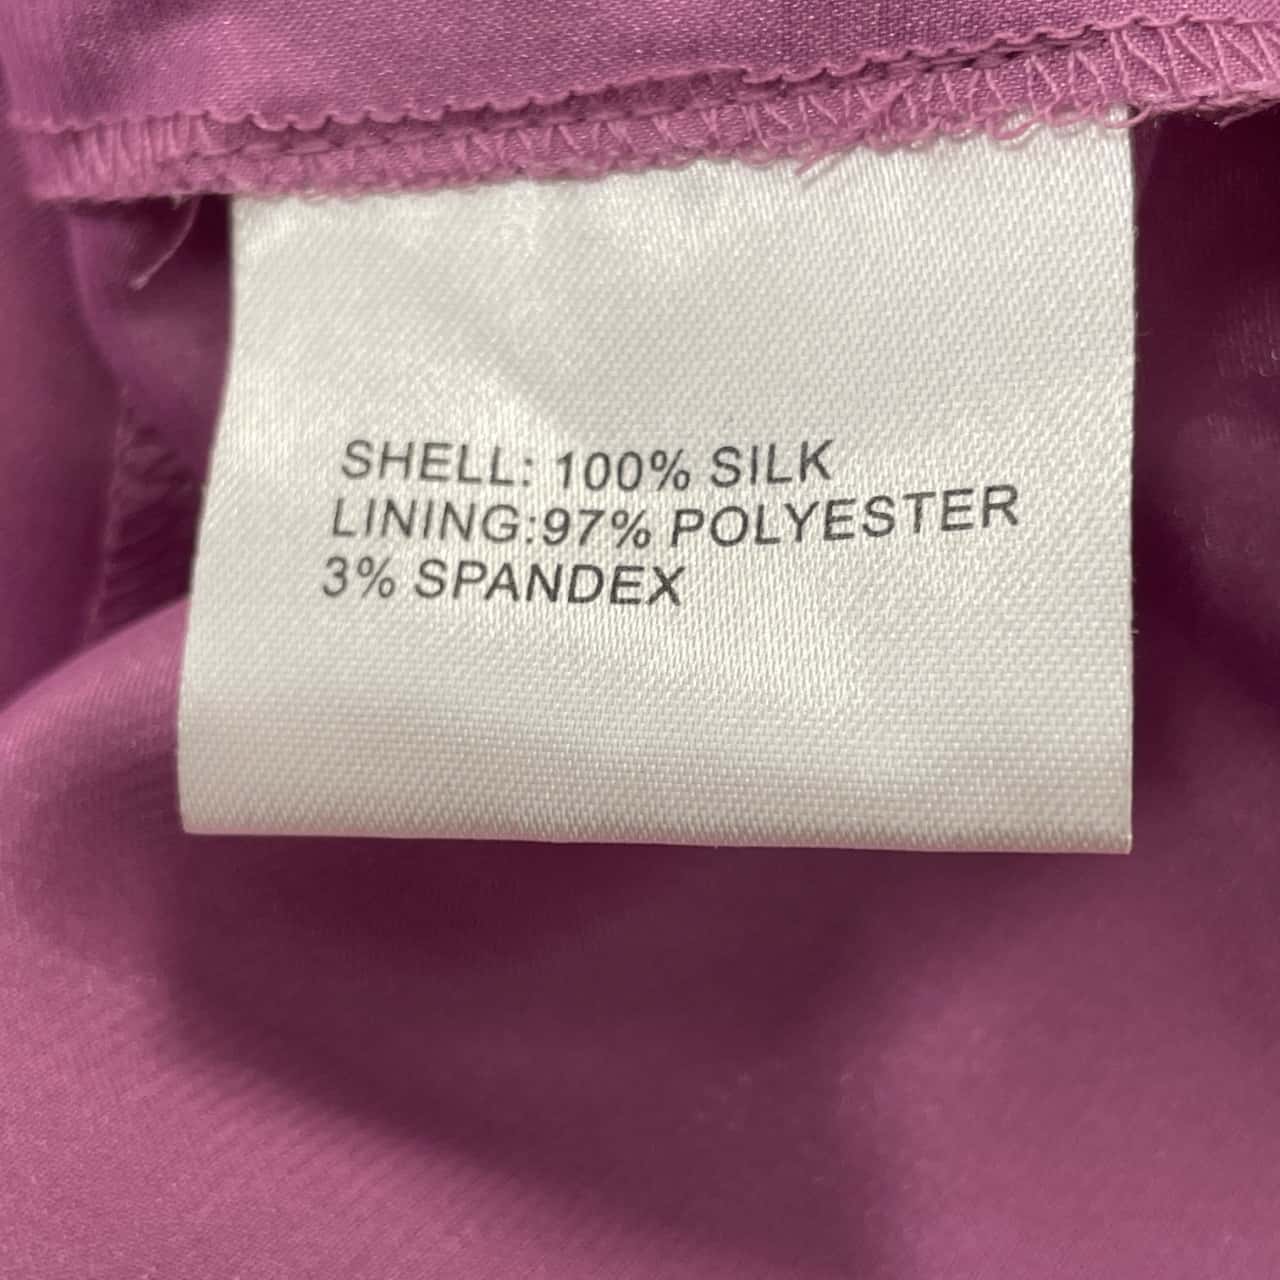 SHELL: 100% SILK
LINING:97% POLYESTER
3% SPANDEX